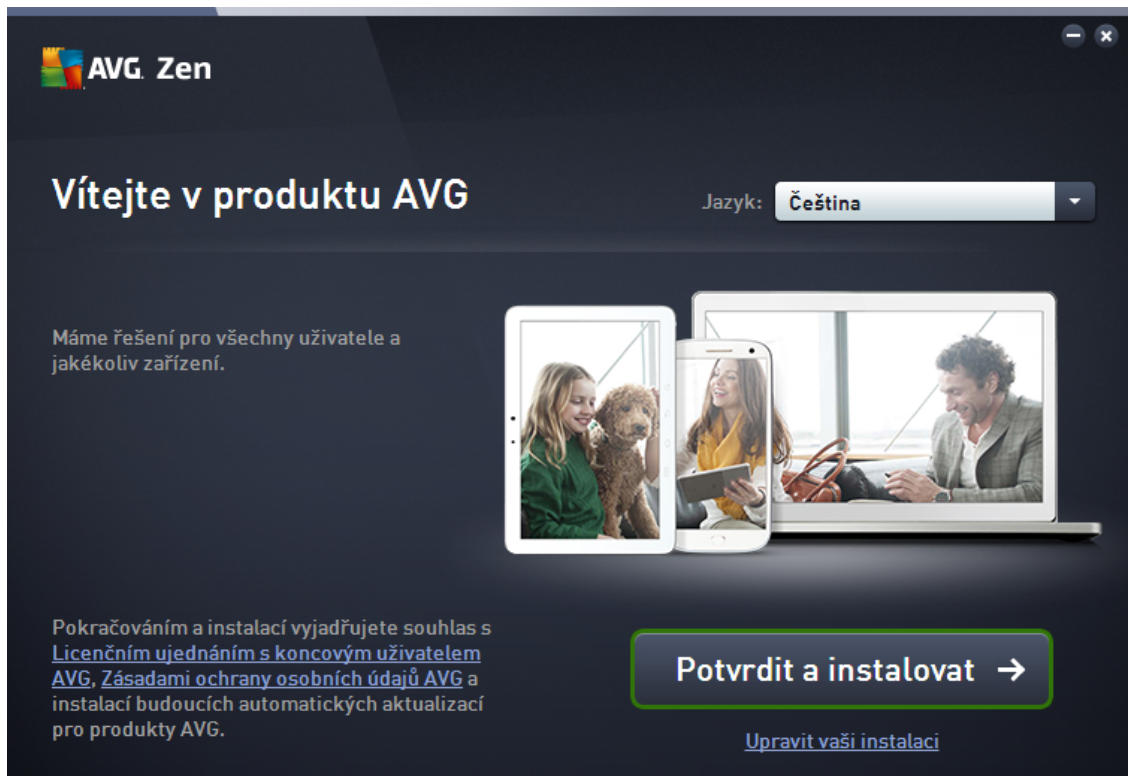 AVG. Zen
Vítejte v produktu AVG
Jazyk: Čeština
Máme řešení pro všechny uživatele a
jakékoliv zařízení.
Pokračováním a instalací vyjadřujete souhlas s
Licenčním ujednáním s koncovým uživatelem
AVG, Zásadami ochrany osobních údajů AVG a
instalací budoucích automatických aktualizací
pro produkty AVG.
Potvrdit a instalovat →
Upravit vaši instalaci